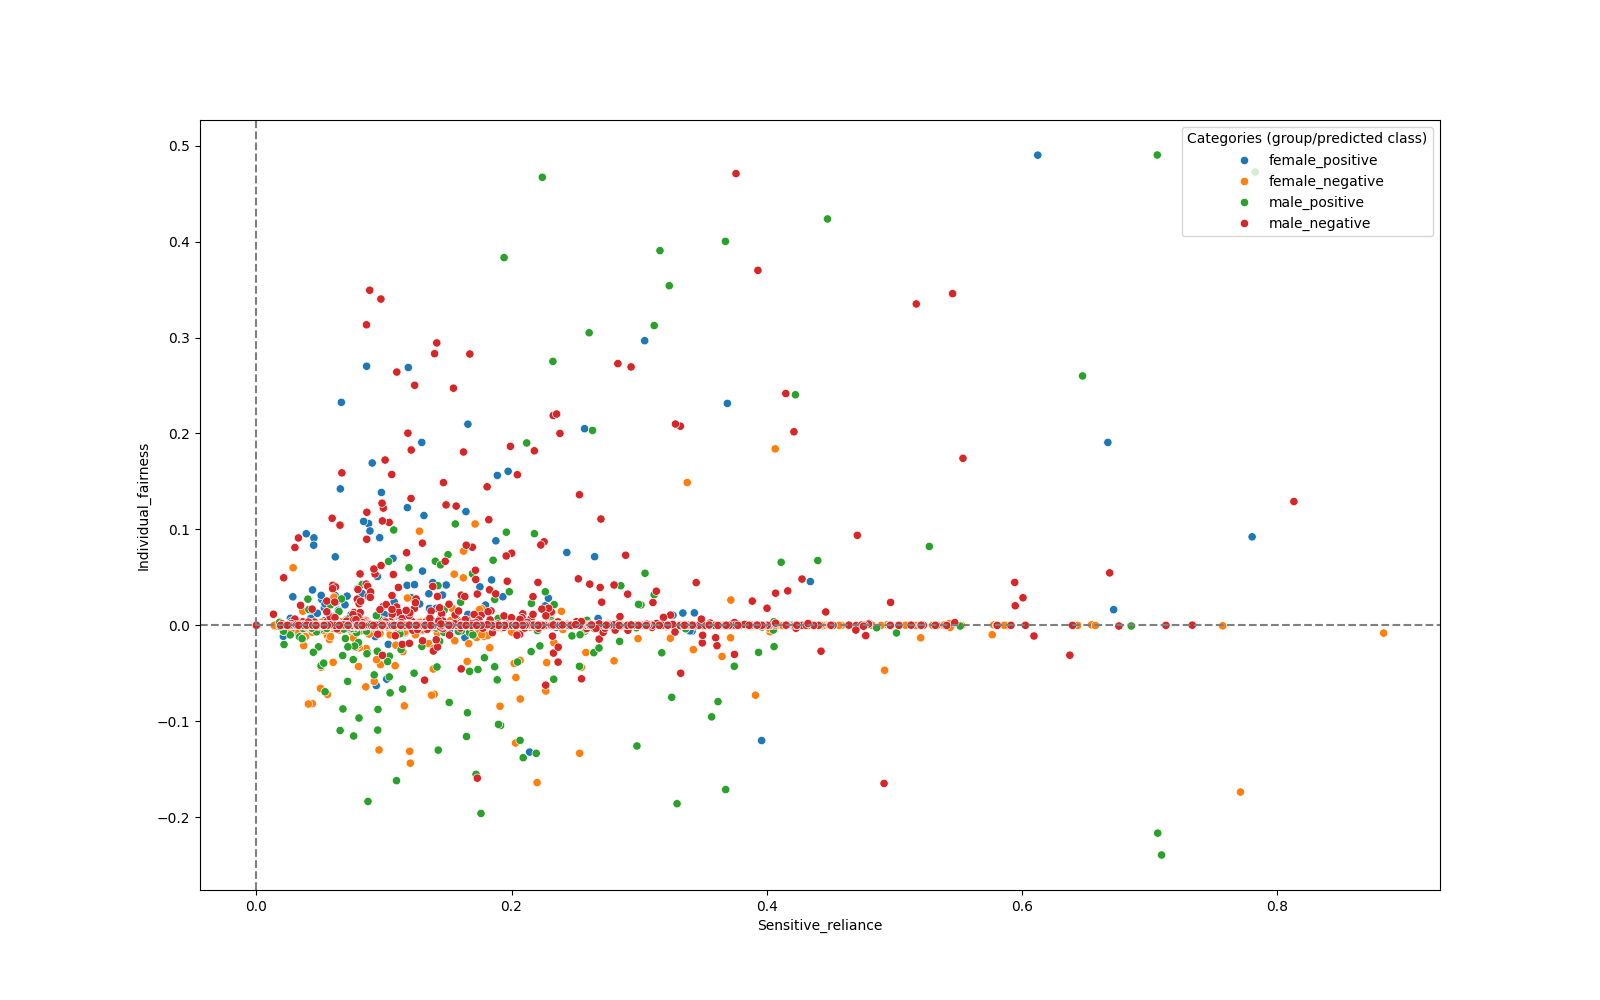 Categories (group/predicted class)
female_positive
female_negative
male_positive
male_negative
0.5
0.4
0.3
0.2
0.1
0.0
−0.1
−0.2
Individual_fairness
0.0
0.2
0.4
0.6
0.8
Sensitive_reliance